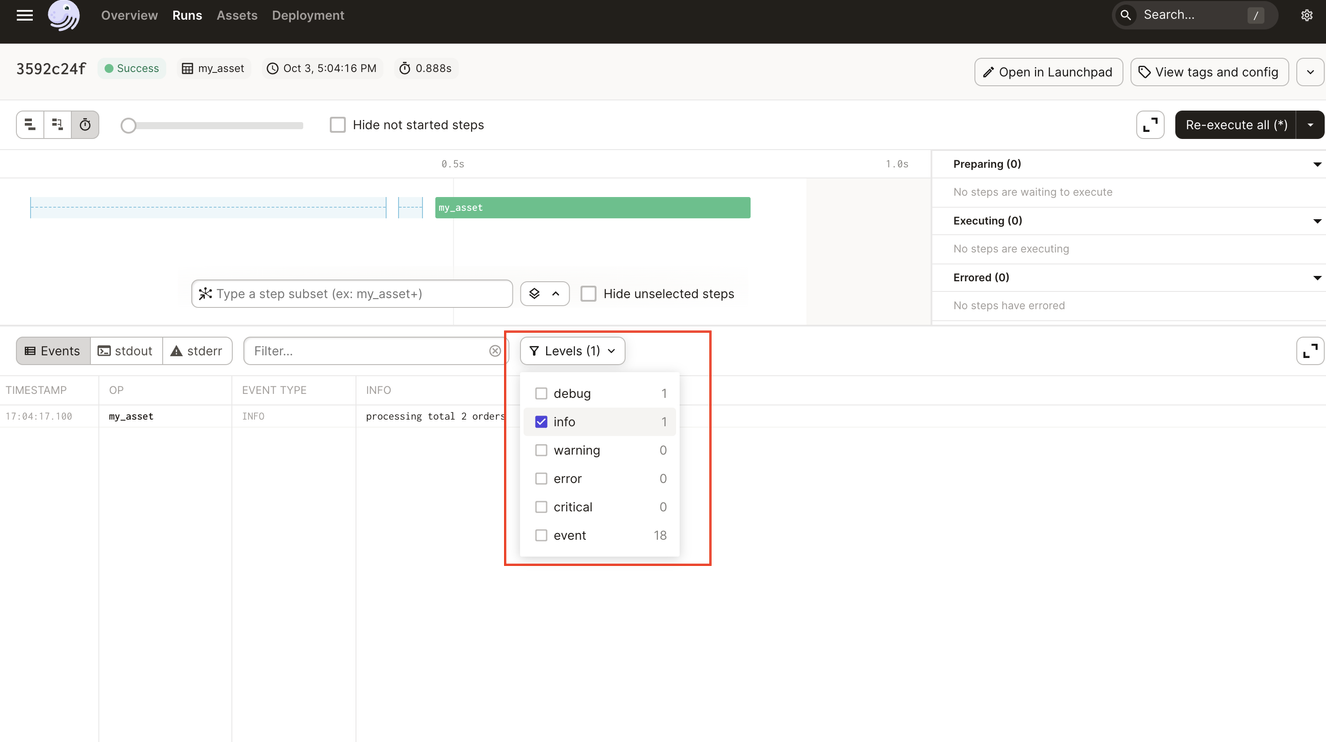 Overview Runs Assets Deployment Search... /
3592c24f Success my_asset Oct 3, 5:04:16 PM 0.888s Open in Launchpad View tags and config
Hide not started steps Re-execute all (*)
0.5s 1.0s
my_asset
Type a step subset (ex: my_asset+) Hide unselected steps
Preparing (0)
No steps are waiting to execute
Executing (0)
No steps are executing
Errored (0)
No steps have errored
Events stdout stderr Filter... Levels (1)
TIMESTAMP OP EVENT TYPE INFO
17:04:17.100 my_asset INFO processing total 2 orders
debug 1
info 1
warning 0
error 0
critical 0
event 18